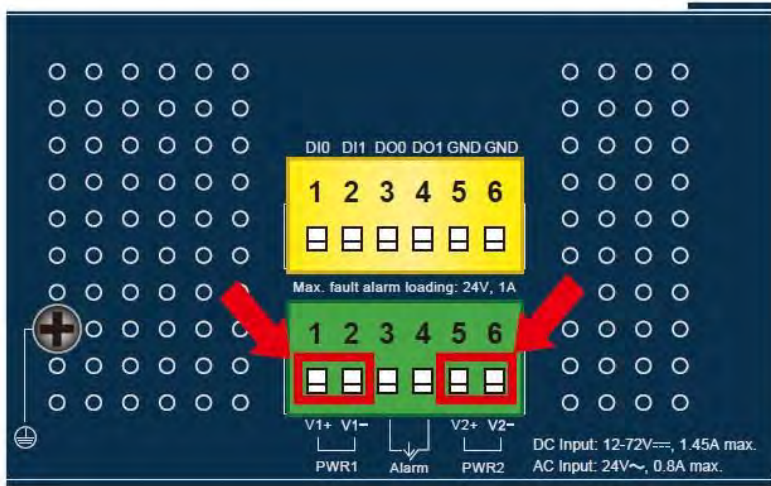 DI0 DI1 DO0 DO1 GND GND
1 2 3 4 5 6
Max. fault alarm loading: 24V, 1A
1 2 3 4 5 6
V1+ V1− V2+ V2−
PWR1 Alarm PWR2
DC Input: 12-72V⎓, 1.45A max.
AC Input: 24V~, 0.8A max.